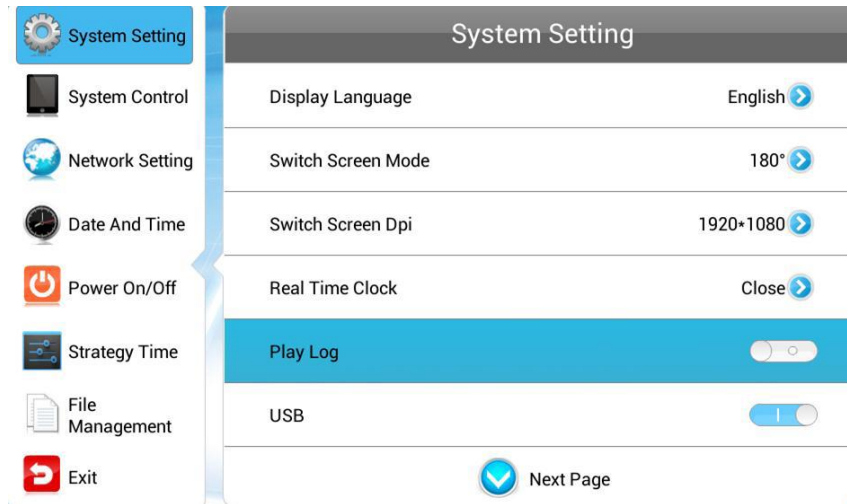 System Setting
System Control
Network Setting
Date And Time
Power On/Off
Strategy Time
File
Management
Exit
System Setting
Display Language English
Switch Screen Mode 180°
Switch Screen Dpi 1920*1080
Real Time Clock Close
Play Log
USB
Next Page